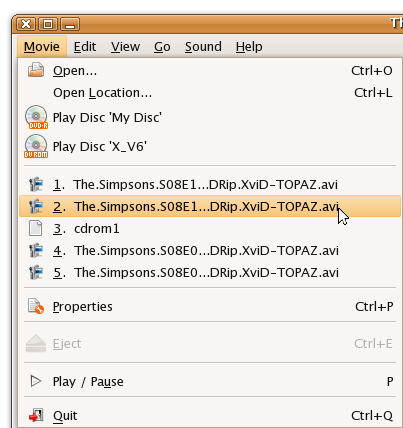 Th
Movie Edit View Go Sound Help
Open... Ctrl+O
Open Location... Ctrl+L
Play Disc 'My Disc'
Play Disc 'X_V6'
1. The.Simpsons.S08E1...DRip.XviD-TOPAZ.avi
2. The.Simpsons.S08E1...DRip.XviD-TOPAZ.avi
3. cdrom1
4. The.Simpsons.S08E0...DRip.XviD-TOPAZ.avi
5. The.Simpsons.S08E0...DRip.XviD-TOPAZ.avi
Properties Ctrl+P
Eject Ctrl+E
Play / Pause P
Quit Ctrl+Q